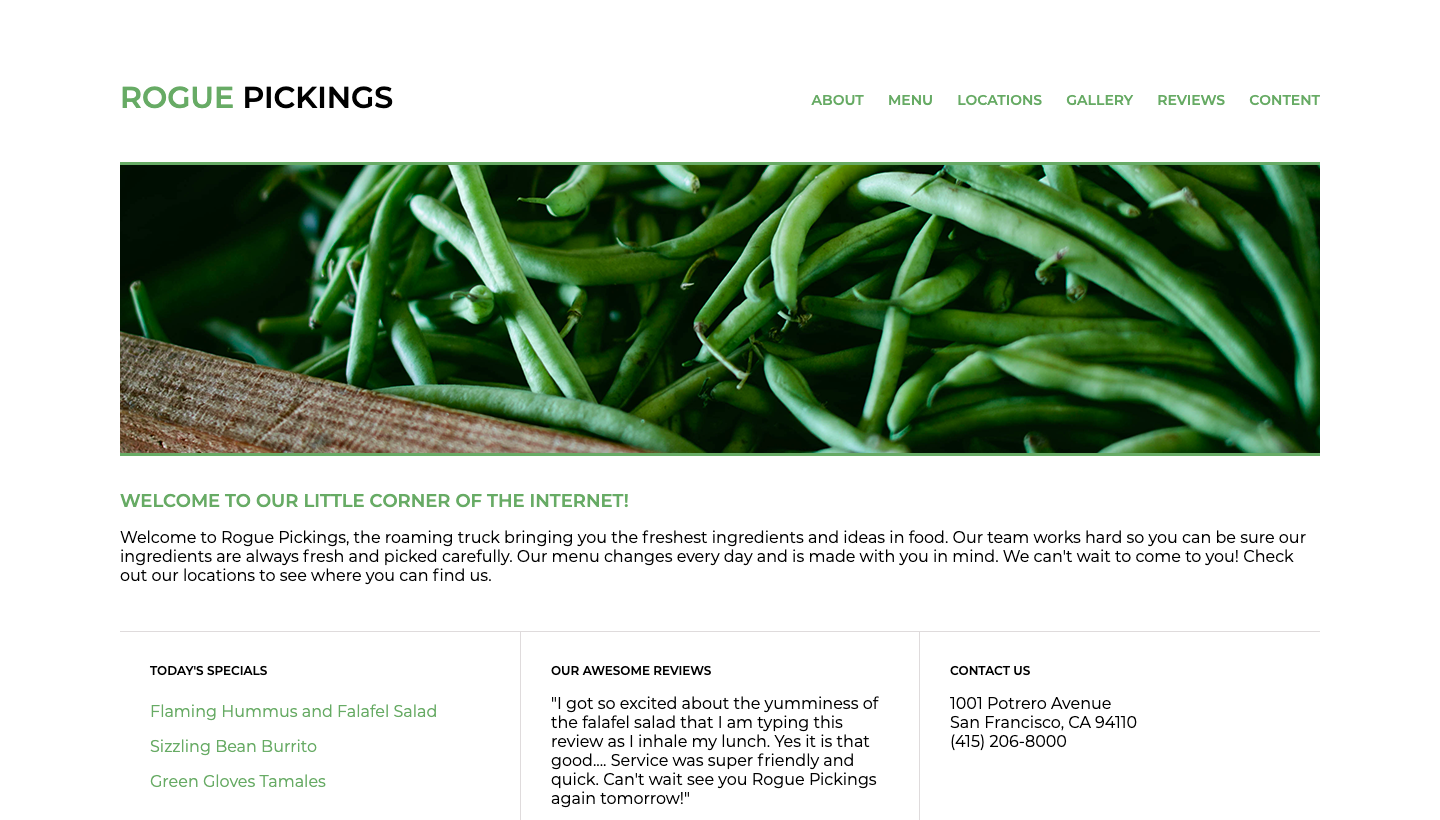 ROGUE PICKINGS
ABOUT MENU LOCATIONS GALLERY REVIEWS CONTENT
WELCOME TO OUR LITTLE CORNER OF THE INTERNET!
Welcome to Rogue Pickings, the roaming truck bringing you the freshest ingredients and ideas in food. Our team works hard so you can be sure our
ingredients are always fresh and picked carefully. Our menu changes every day and is made with you in mind. We can't wait to come to you! Check
out our locations to see where you can find us.
TODAY'S SPECIALS
Flaming Hummus and Falafel Salad
Sizzling Bean Burrito
Green Gloves Tamales
OUR AWESOME REVIEWS
"I got so excited about the yumminess of
the falafel salad that I am typing this
review as I inhale my lunch. Yes it is that
good.... Service was super friendly and
quick. Can't wait see you Rogue Pickings
again tomorrow!"
CONTACT US
1001 Potrero Avenue
San Francisco, CA 94110
(415) 206-8000